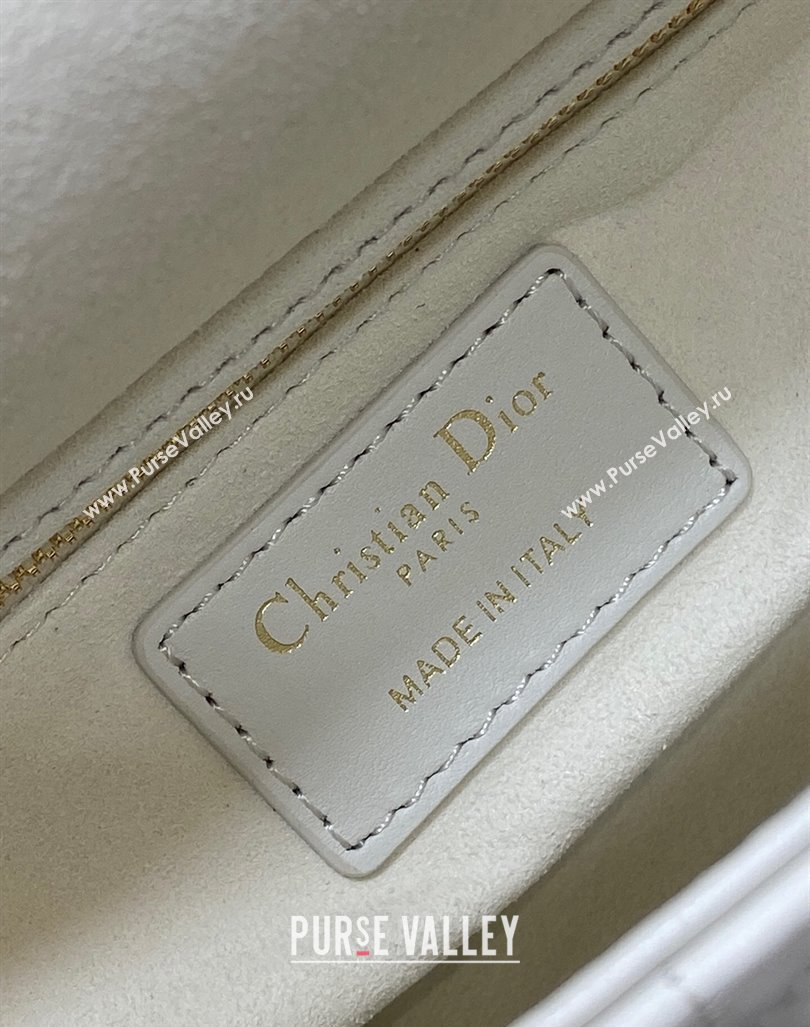 Christian Dior
PARIS
MADE IN ITALY
www.PurseValley.ru
www.PurseValley.ru
PURSE VALLEY